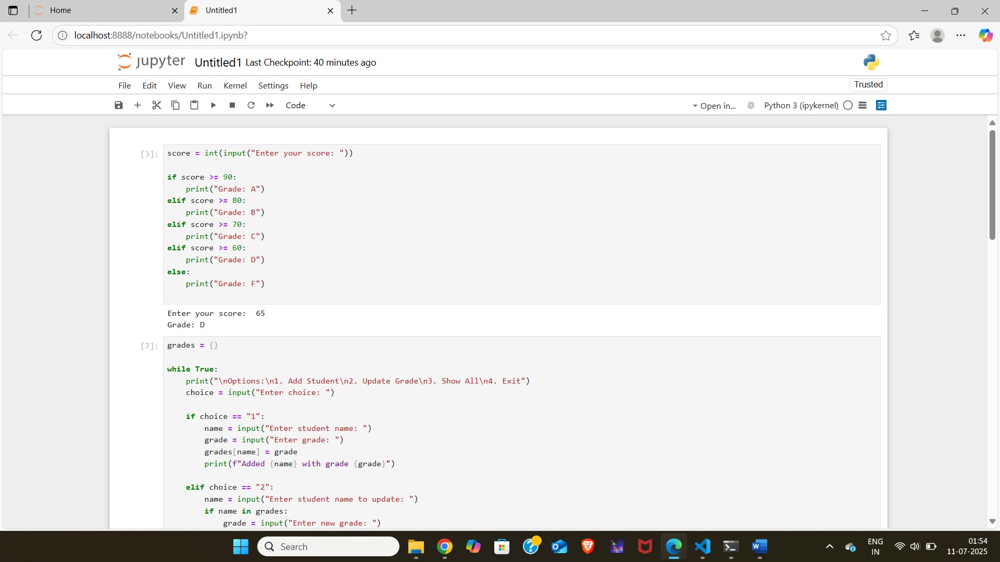 Home
Untitled1
localhost:8888/notebooks/Untitled1.ipynb?
jupyter Untitled1 Last Checkpoint: 40 minutes ago
File Edit View Run Kernel Settings Help
Trusted
Code
Open in...
Python 3 (ipykernel)
[3]:
score = int(input("Enter your score: "))
if score >= 90:
    print("Grade: A")
elif score >= 80:
    print("Grade: B")
elif score >= 70:
    print("Grade: C")
elif score >= 60:
    print("Grade: D")
else:
    print("Grade: F")
Enter your score:  65
Grade: D
[7]:
grades = {}
while True:
    print("\nOptions:\n1. Add Student\n2. Update Grade\n3. Show All\n4. Exit")
    choice = input("Enter choice: ")
    if choice == "1":
        name = input("Enter student name: ")
        grade = input("Enter grade: ")
        grades[name] = grade
        print(f"Added {name} with grade {grade}")
    elif choice == "2":
        name = input("Enter student name to update: ")
        if name in grades:
            grade = input("Enter new grade: ")
Search
ENG
IN
01:54
11-07-2025